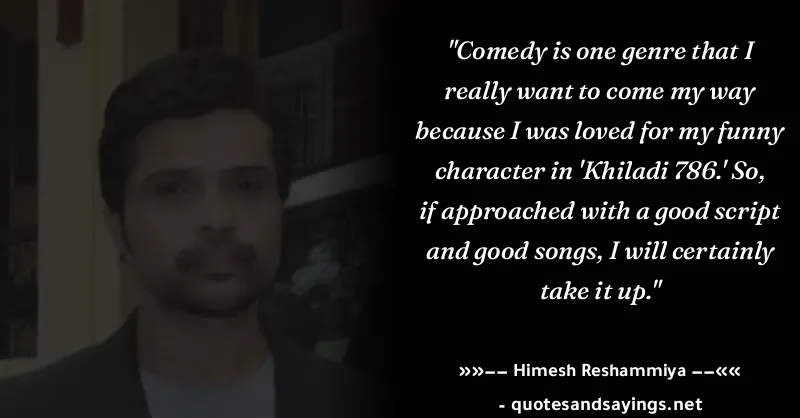 "Comedy is one genre that I
really want to come my way
because I was loved for my funny
character in 'Khiladi 786.' So,
if approached with a good script
and good songs, I will certainly
take it up."
»»−− Himesh Reshammiya −−««
- quotesandsayings.net